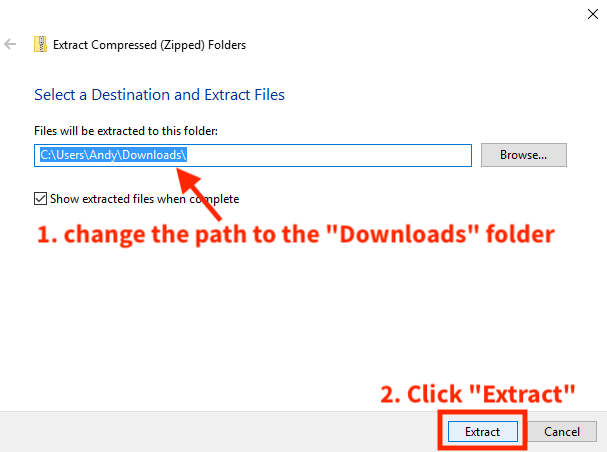 Extract Compressed (Zipped) Folders
Select a Destination and Extract Files
Files will be extracted to this folder:
C:\Users\Andy\Downloads\
Browse...
Show extracted files when complete
1. change the path to the "Downloads" folder
2. Click "Extract"
Extract
Cancel